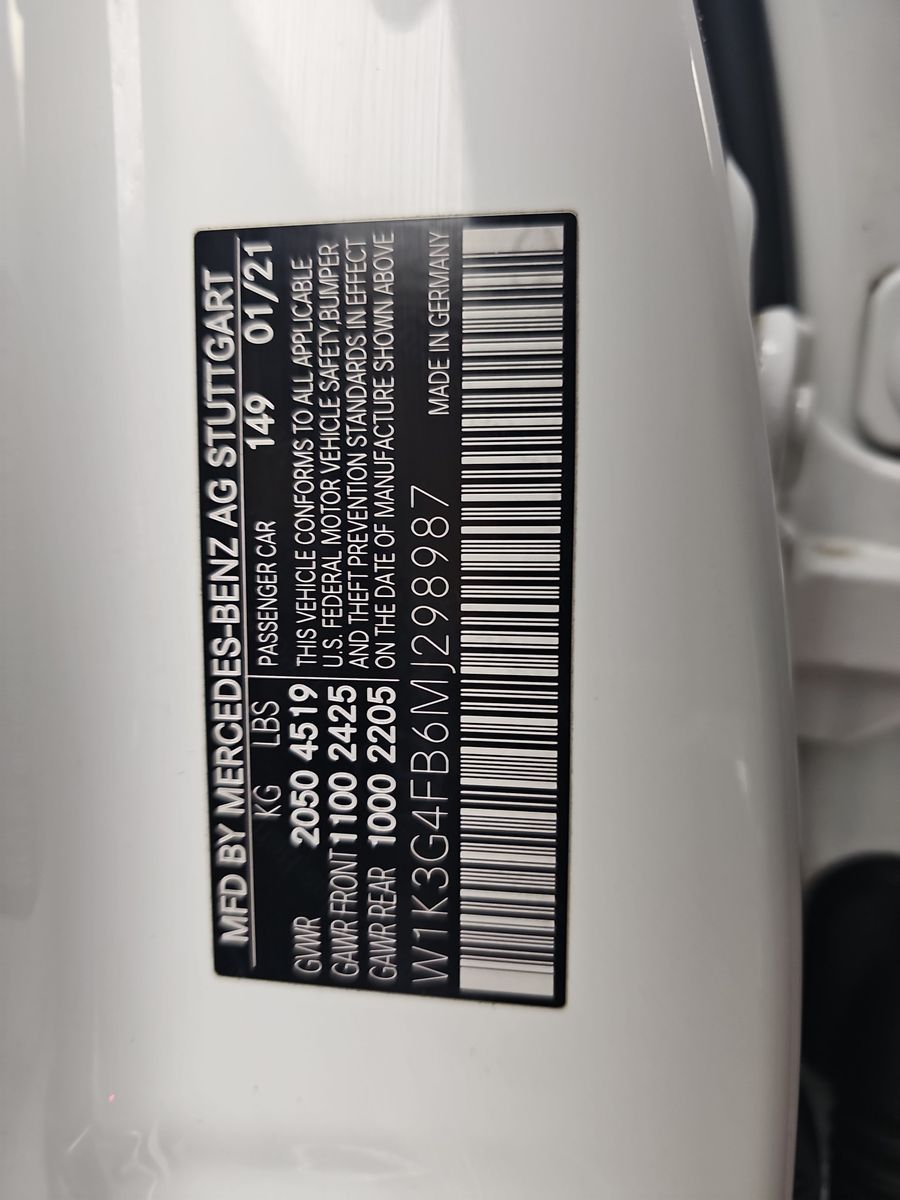 MFD BY MERCEDES-BENZ AG STUTTGART
KG LBS PASSENGER CAR 149 01/21
GVWR 2050 4519 THIS VEHICLE CONFORMS TO ALL APPLICABLE
GAWR FRONT 1100 2425 U.S. FEDERAL MOTOR VEHICLE SAFETY,BUMPER
GAWR REAR 1000 2205 AND THEFT PREVENTION STANDARDS IN EFFECT
ON THE DATE OF MANUFACTURE SHOWN ABOVE
W1K3G4FB6MJ298987 MADE IN GERMANY